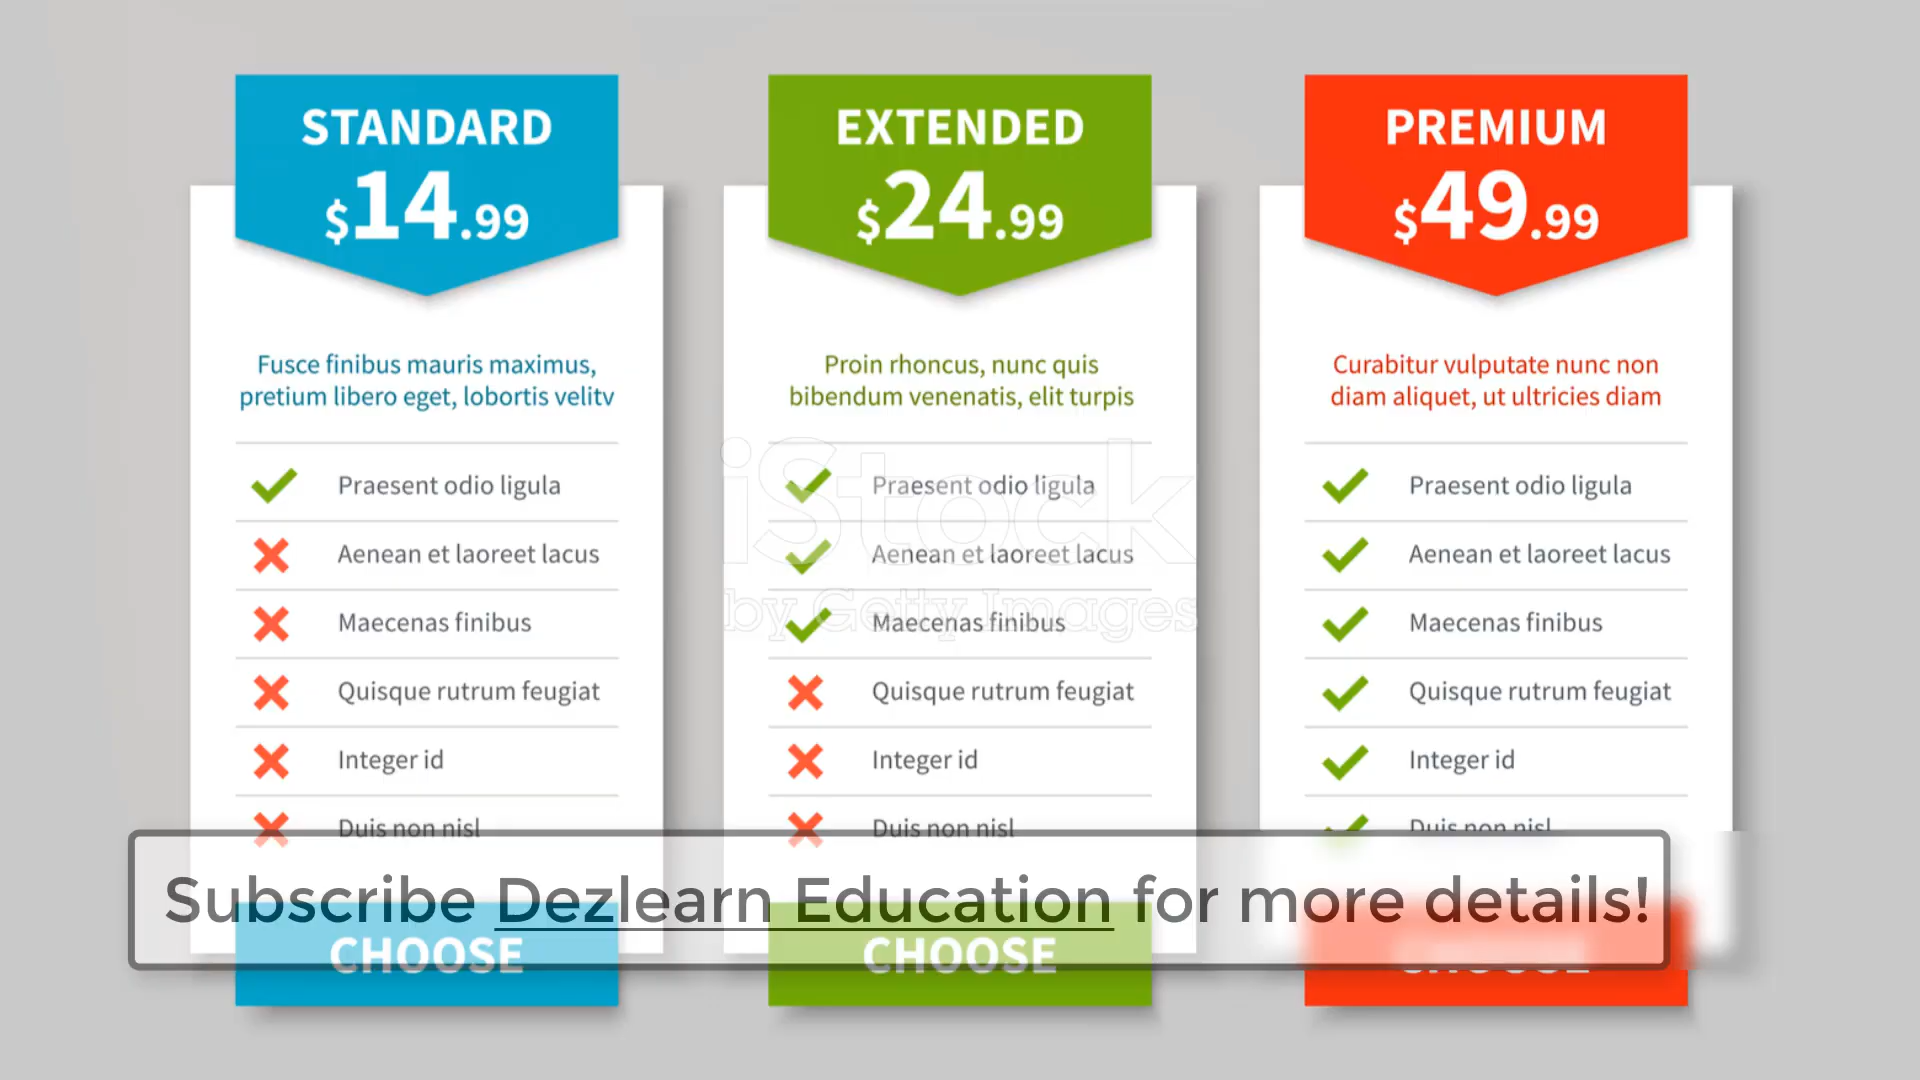 STANDARD
$14.99
Fusce finibus mauris maximus,
pretium libero eget, lobortis velitv
Praesent odio ligula
Aenean et laoreet lacus
Maecenas finibus
Quisque rutrum feugiat
Integer id
Duis non nisl
CHOOSE
EXTENDED
$24.99
Proin rhoncus, nunc quis
bibendum venenatis, elit turpis
Praesent odio ligula
Aenean et laoreet lacus
Maecenas finibus
Quisque rutrum feugiat
Integer id
Duis non nisl
CHOOSE
PREMIUM
$49.99
Curabitur vulputate nunc non
diam aliquet, ut ultricies diam
Praesent odio ligula
Aenean et laoreet lacus
Maecenas finibus
Quisque rutrum feugiat
Integer id
Duis non nisl
CHOOSE
iStock
by Getty Images
Subscribe Dezlearn Education for more details!